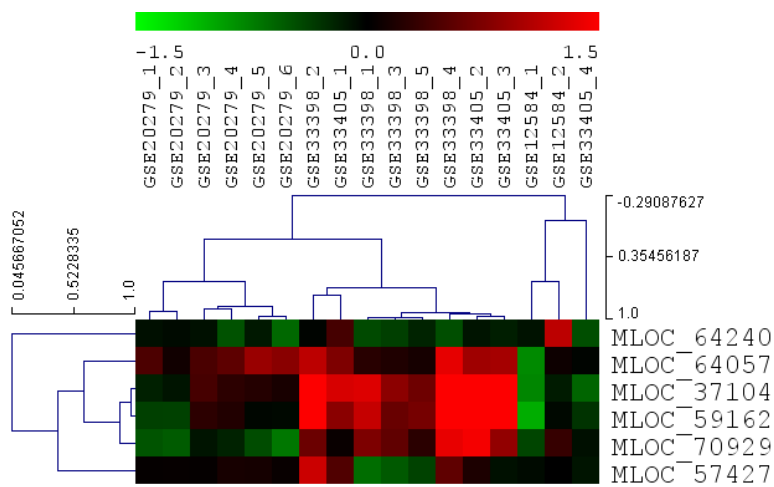 -1.5 0.0 1.5
GSE20279_1
GSE20279_2
GSE20279_3
GSE20279_4
GSE20279_5
GSE20279_6
GSE33398_2
GSE33405_1
GSE33398_1
GSE33398_3
GSE33398_5
GSE33398_4
GSE33405_2
GSE33405_3
GSE12584_1
GSE12584_2
GSE33405_4
-0.29087627
0.35456187
1.0
0.045667052
0.5228335
1.0
MLOC_64240
MLOC_64057
MLOC_37104
MLOC_59162
MLOC_70929
MLOC_57427